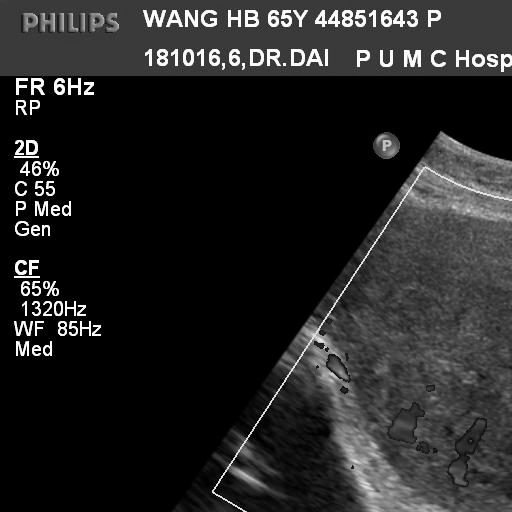 PHILIPS WANG HB 65Y 44851643 P
181016,6,DR.DAI P U M C Hosp
FR 6Hz
RP
P
2D
46%
C 55
P Med
Gen
CF
65%
1320Hz
WF 85Hz
Med